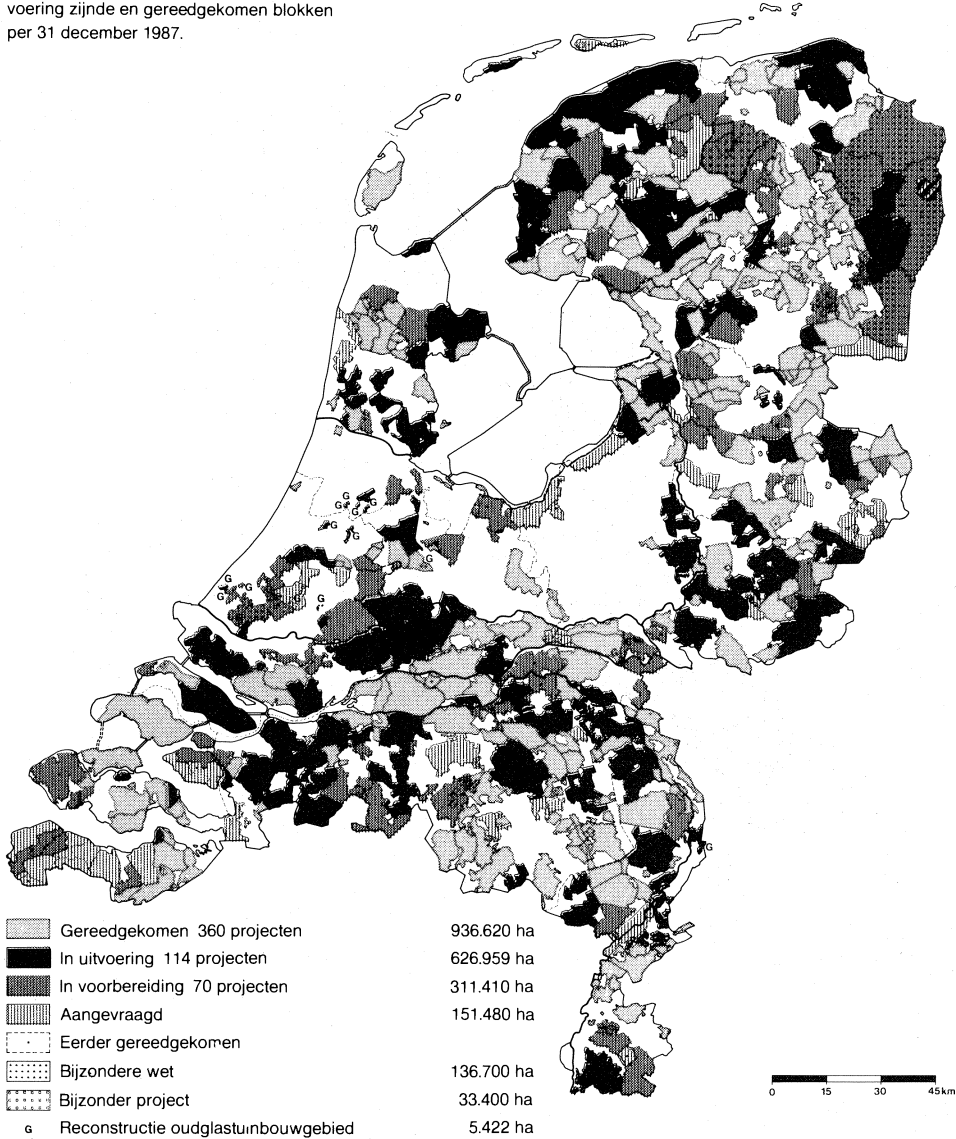 voering zijnde en gereedgekomen blokken
per 31 december 1987.
G
G
G G
G
G
G
G
G
G
G
G
G
G
G
Gereedgekomen 360 projecten 936.620 ha
In uitvoering 114 projecten 626.959 ha
In voorbereiding 70 projecten 311.410 ha
Aangevraagd 151.480 ha
Eerder gereedgekomen
Bijzondere wet 136.700 ha
Bijzonder project 33.400 ha
G Reconstructie oudglastuinbouwgebied 5.422 ha
0 15 30 45km